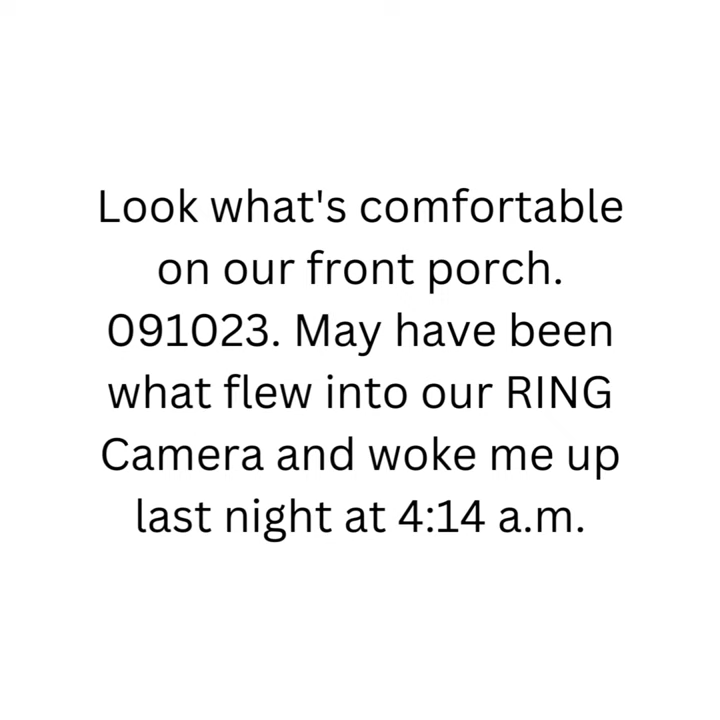 Look what's comfortable
on our front porch.
091023. May have been
what flew into our RING
Camera and woke me up
last night at 4:14 a.m.